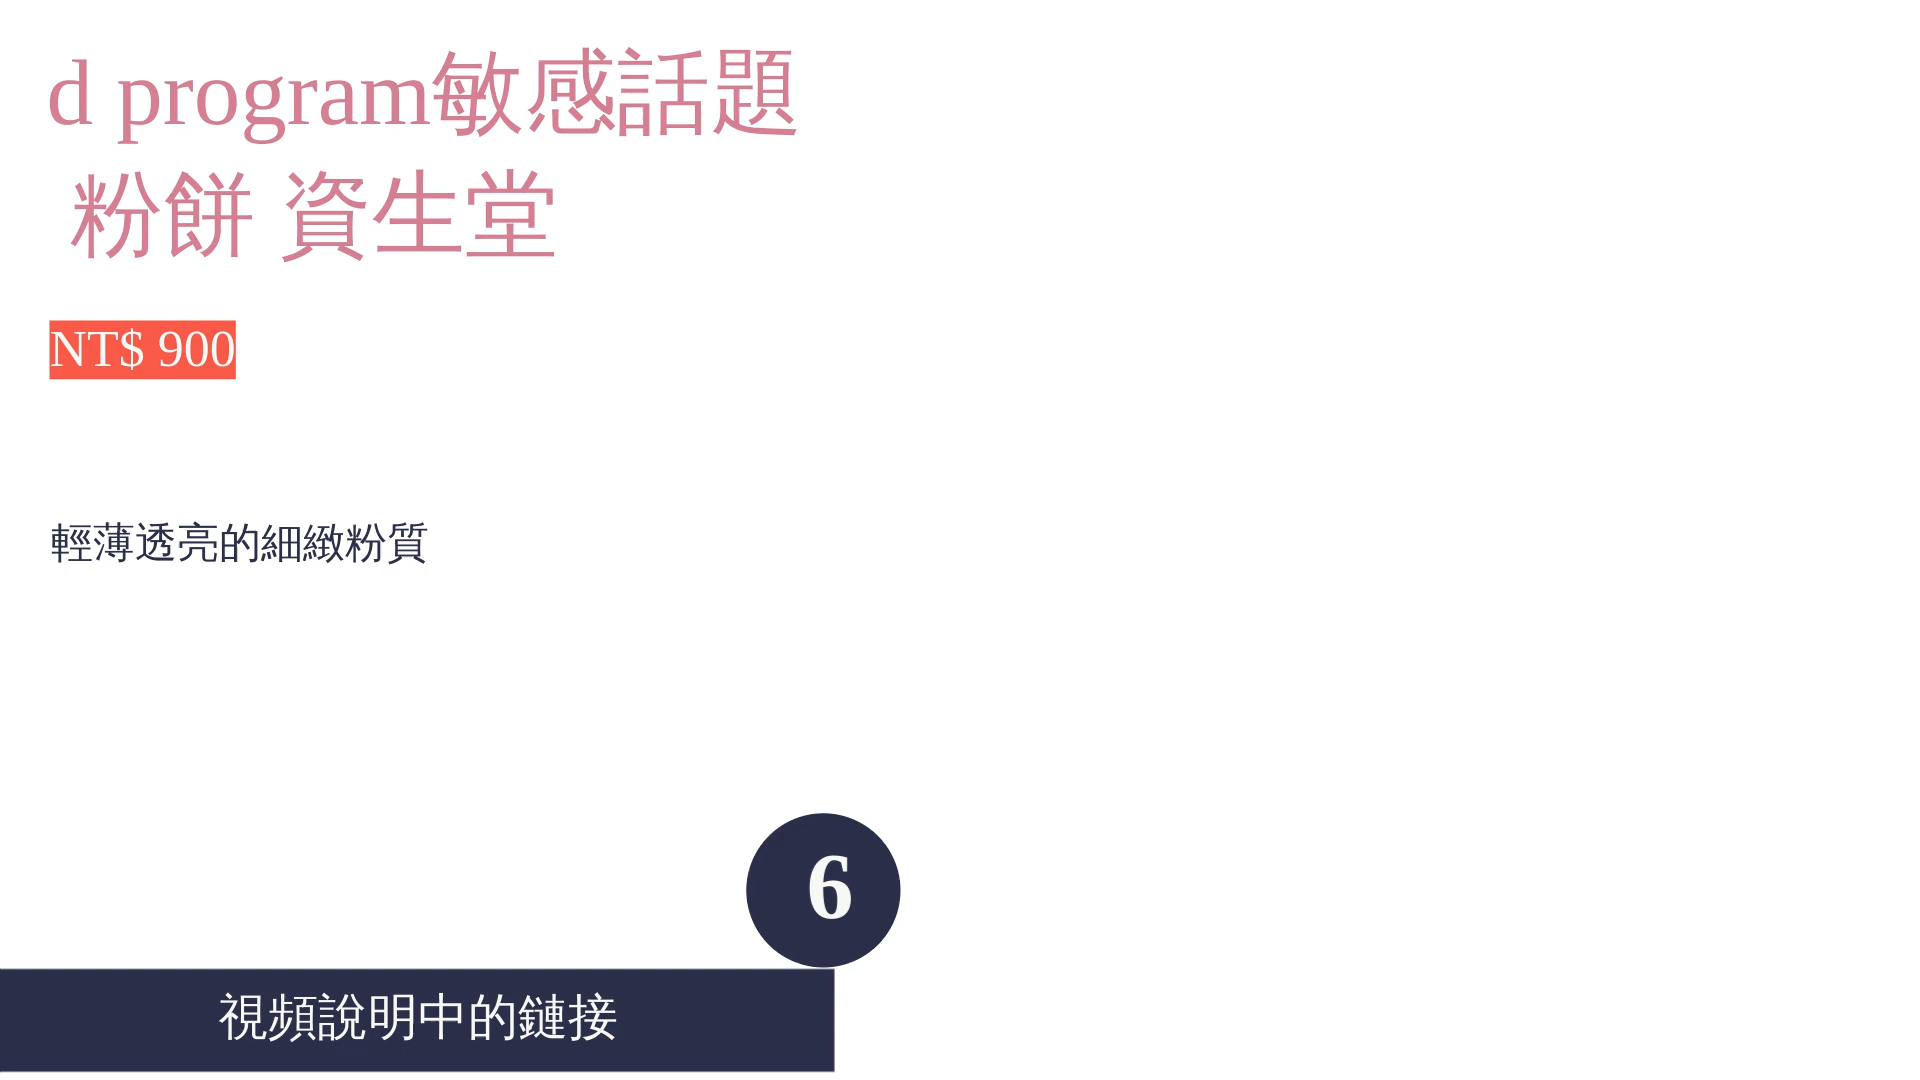 d program敏感話題
粉餅 資生堂
NT$ 900
輕薄透亮的細緻粉質
6
視頻說明中的鏈接